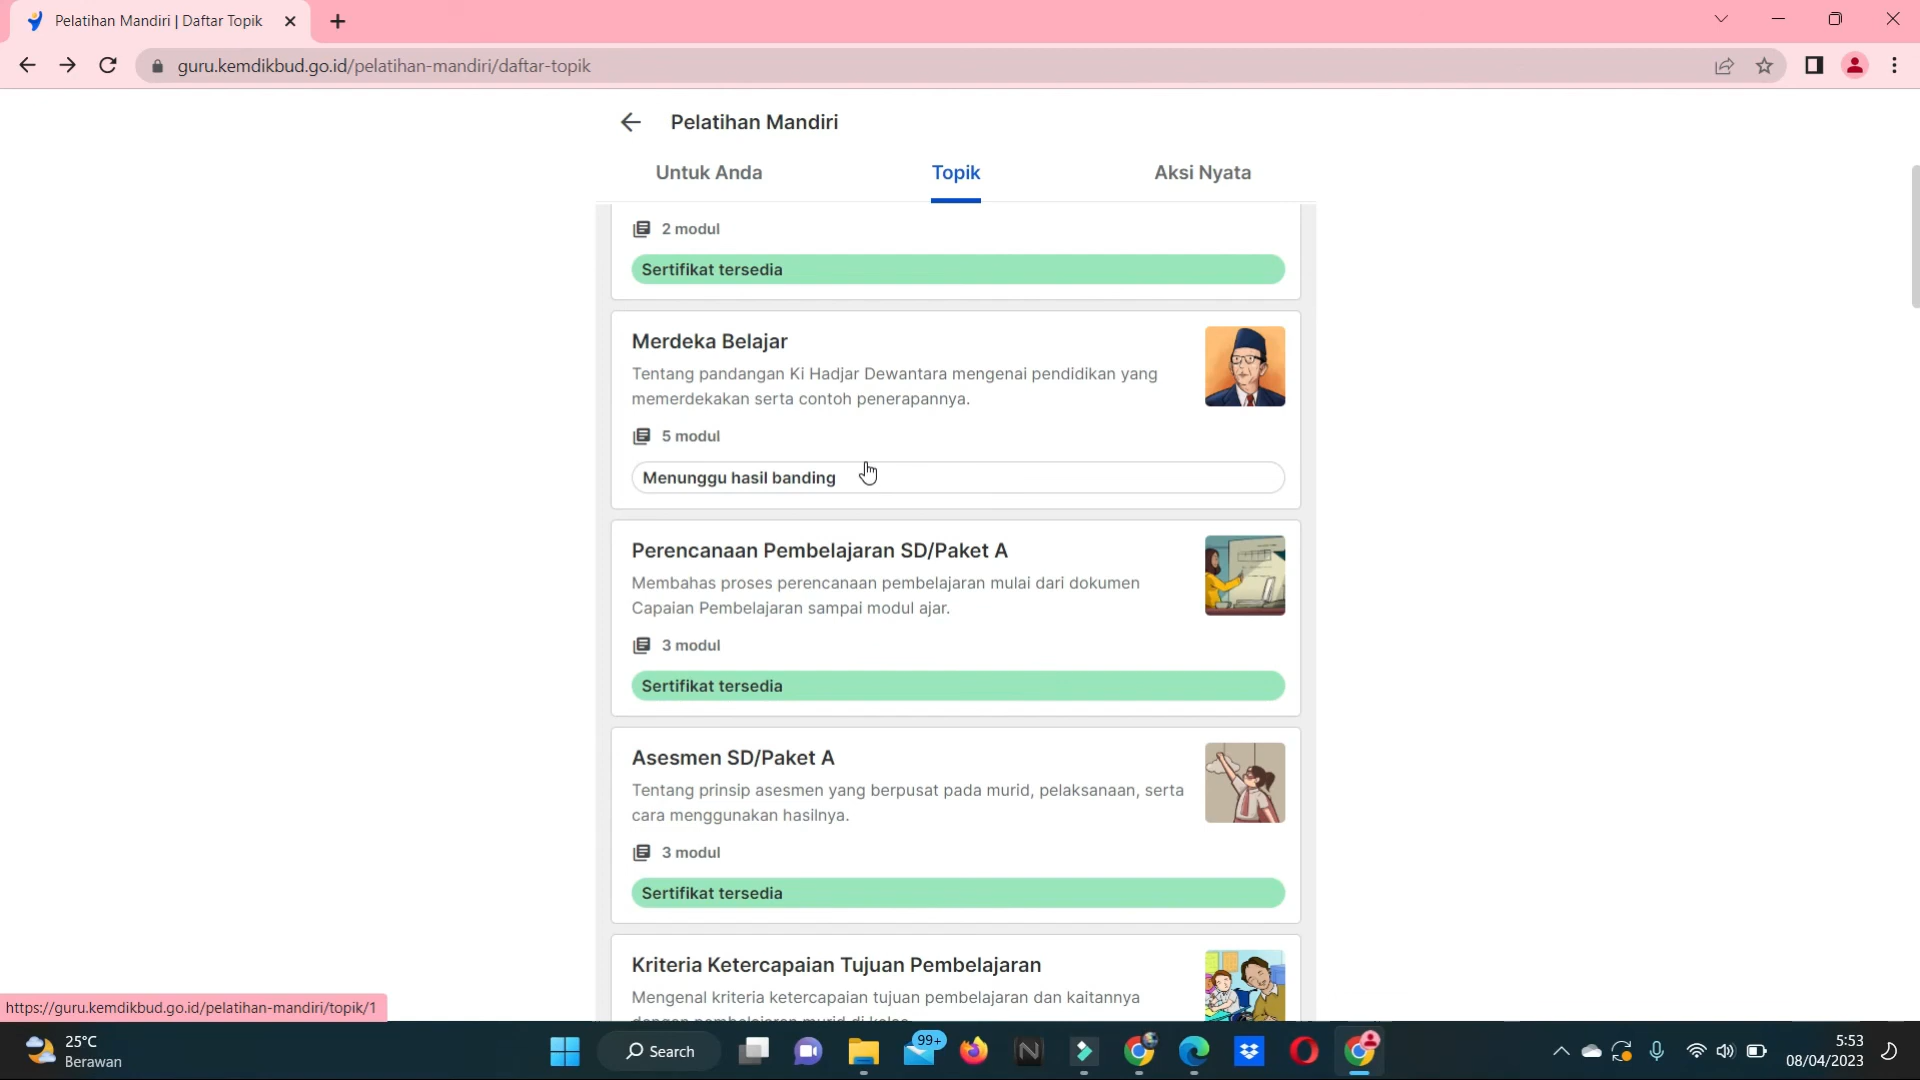 Pelatihan Mandiri | Daftar Topik
guru.kemdikbud.go.id/pelatihan-mandiri/daftar-topik
Pelatihan Mandiri
Untuk Anda
Topik
Aksi Nyata
2 modul
Sertifikat tersedia
Merdeka Belajar
Tentang pandangan Ki Hadjar Dewantara mengenai pendidikan yang
memerdekakan serta contoh penerapannya.
5 modul
Menunggu hasil banding
Perencanaan Pembelajaran SD/Paket A
Membahas proses perencanaan pembelajaran mulai dari dokumen
Capaian Pembelajaran sampai modul ajar.
3 modul
Sertifikat tersedia
Asesmen SD/Paket A
Tentang prinsip asesmen yang berpusat pada murid, pelaksanaan, serta
cara menggunakan hasilnya.
3 modul
Sertifikat tersedia
Kriteria Ketercapaian Tujuan Pembelajaran
Mengenal kriteria ketercapaian tujuan pembelajaran dan kaitannya
dengan pembelajaran murid di kelas.
https://guru.kemdikbud.go.id/pelatihan-mandiri/topik/1
25°C
Berawan
Search
99+
5:53
08/04/2023